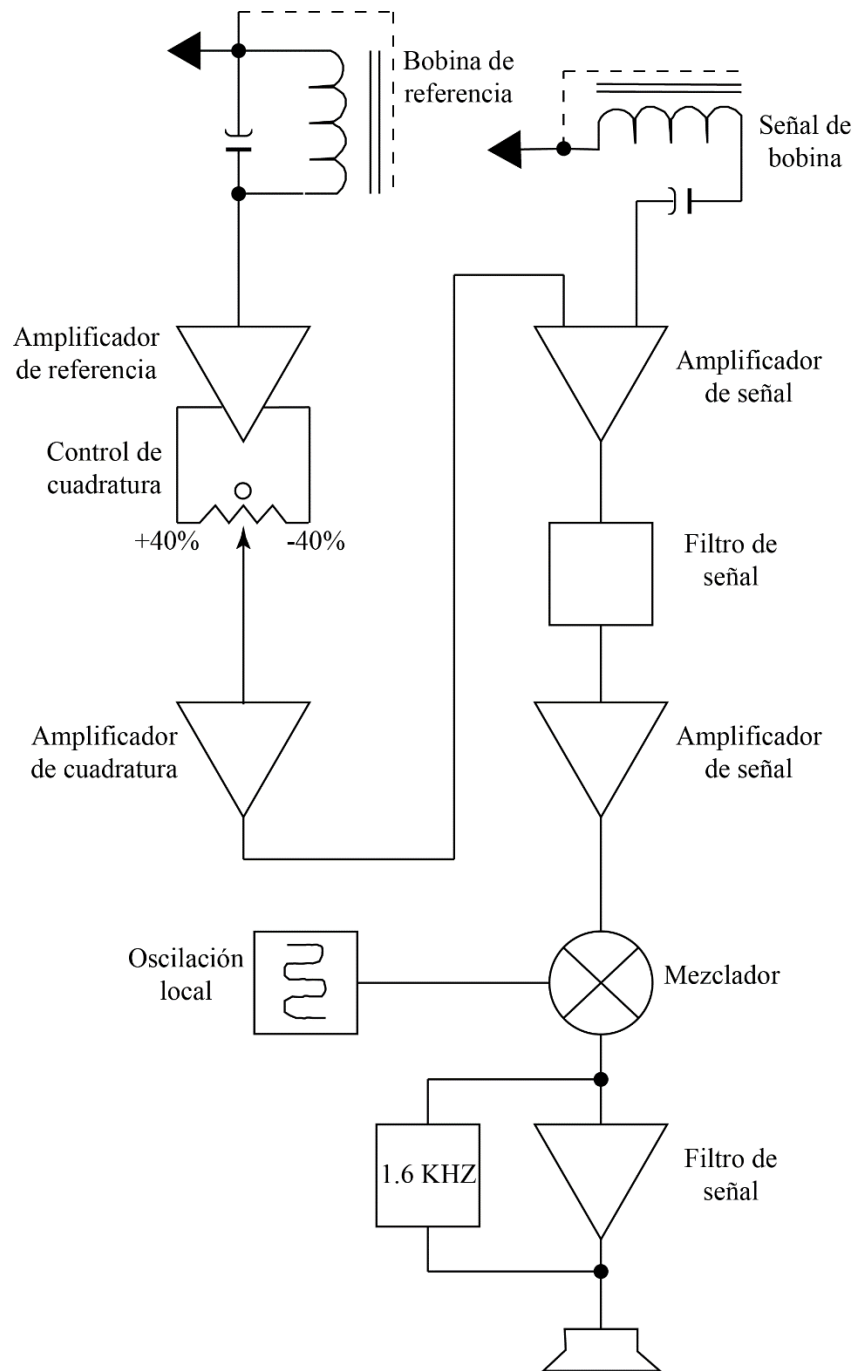 Bobina de
referencia
Señal de
bobina
Amplificador
de referencia
Amplificador
de señal
Control de
cuadratura
+40%
-40%
Filtro de
señal
Amplificador
de cuadratura
Amplificador
de señal
Oscilación
local
Mezclador
1.6 KHZ
Filtro de
señal